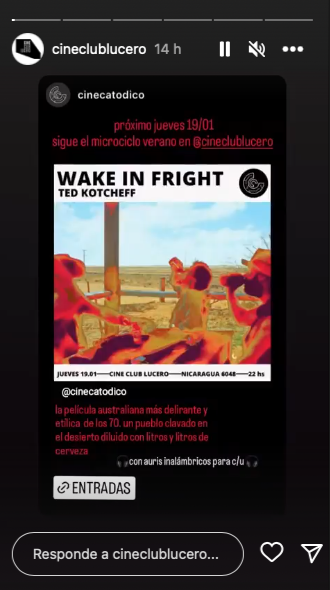 cineclublucero 14 h
cinecatodico
próximo jueves 19/01
sigue el microciclo verano en @cineclublucero
WAKE IN FRIGHT
TED KOTCHEFF
JUEVES 19.01——CINE CLUB LUCERO——NICARAGUA 6048——22 hs
@cinecatodico
la película australiana más delirante y
etílica de los 70. un pueblo clavado en
el desierto diluido con litros y litros de
cerveza
🎧con auris inalámbricos para c/u🎧
ENTRADAS
Responde a cineclublucero...